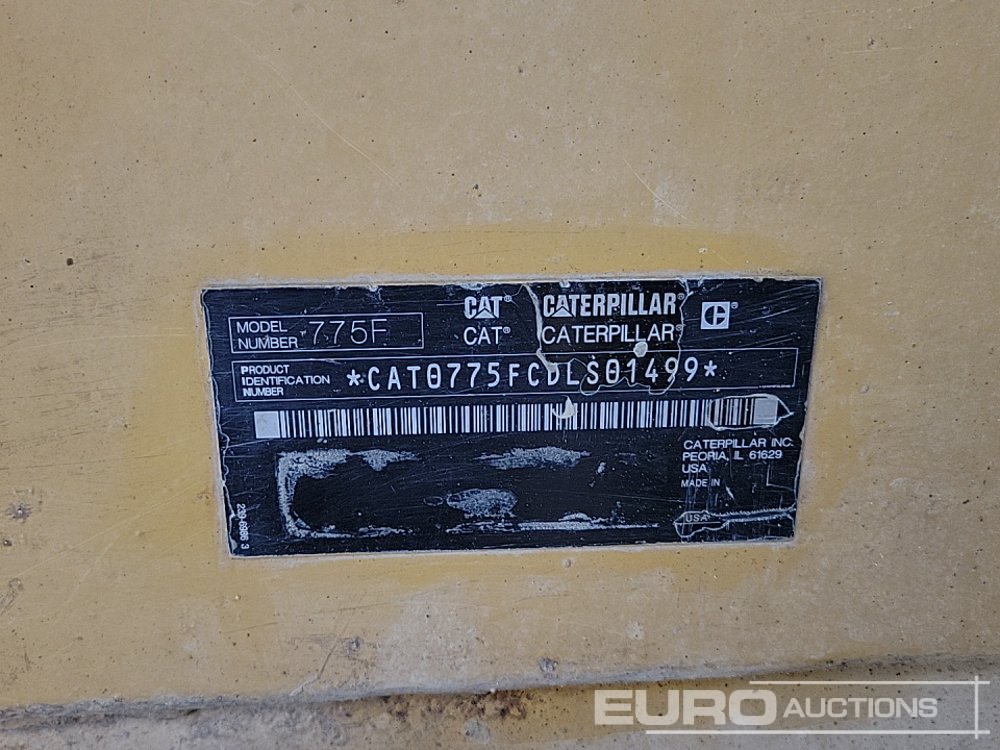 CAT® CATERPILLAR®
CAT® CATERPILLAR®
MODEL NUMBER 775F
PRODUCT IDENTIFICATION NUMBER *CAT0775FCDLS01499*
CATERPILLAR INC.
PEORIA, IL 61629
USA
MADE IN
USA
EURO AUCTIONS